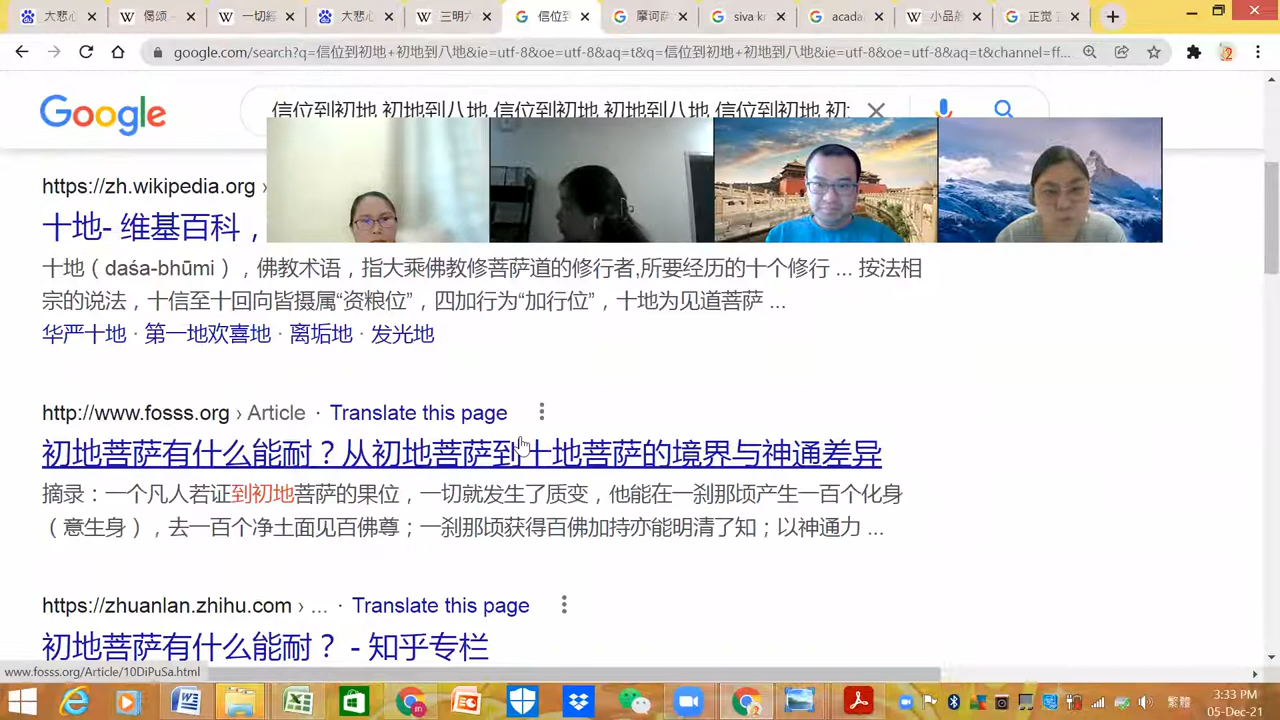 大悲心
偈颂 -
一切經
大悲心
三明六
信位到
摩诃萨
siva k
acada
小品般
正觉
google.com/search?q=信位到初地+初地到八地&ie=utf-8&oe=utf-8&aq=t&q=信位到初地+初地到八地&ie=utf-8&oe=utf-8&aq=t&channel=ff...
Google
信位到初地 初地到八地 信位到初地 初地到八地 信位到初地 初:
https://zh.wikipedia.org ›
十地- 维基百科，
十地（daśa-bhūmi），佛教术语，指大乘佛教修菩萨道的修行者,所要经历的十个修行 ... 按法相
宗的说法，十信至十回向皆摄属“资粮位”，四加行为“加行位”，十地为见道菩萨 ...
华严十地 · 第一地欢喜地 · 离垢地 · 发光地
http://www.fosss.org › Article · Translate this page
初地菩萨有什么能耐？从初地菩萨到十地菩萨的境界与神通差异
摘录：一个凡人若证到初地菩萨的果位，一切就发生了质变，他能在一刹那顷产生一百个化身
（意生身），去一百个净土面见百佛尊；一刹那顷获得百佛加持亦能明清了知；以神通力 ...
https://zhuanlan.zhihu.com › ... · Translate this page
初地菩萨有什么能耐？ - 知乎专栏
www.fosss.org/Article/10DiPuSa.html
繁體
3:33 PM
05-Dec-21